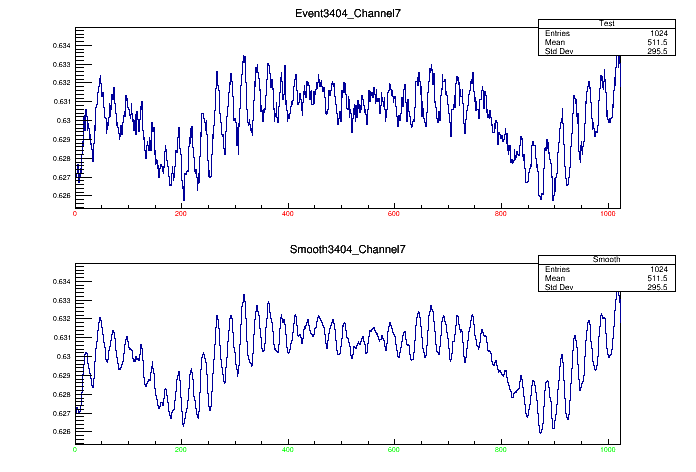 Event3404_Channel7
Test
Entries 1024
Mean 511.5
Std Dev 295.5
0.634
0.633
0.632
0.631
0.63
0.629
0.628
0.627
0.626
0 200 400 600 800 1000
Smooth3404_Channel7
Smooth
Entries 1024
Mean 511.5
Std Dev 295.5
0.634
0.633
0.632
0.631
0.63
0.629
0.628
0.627
0.626
0 200 400 600 800 1000